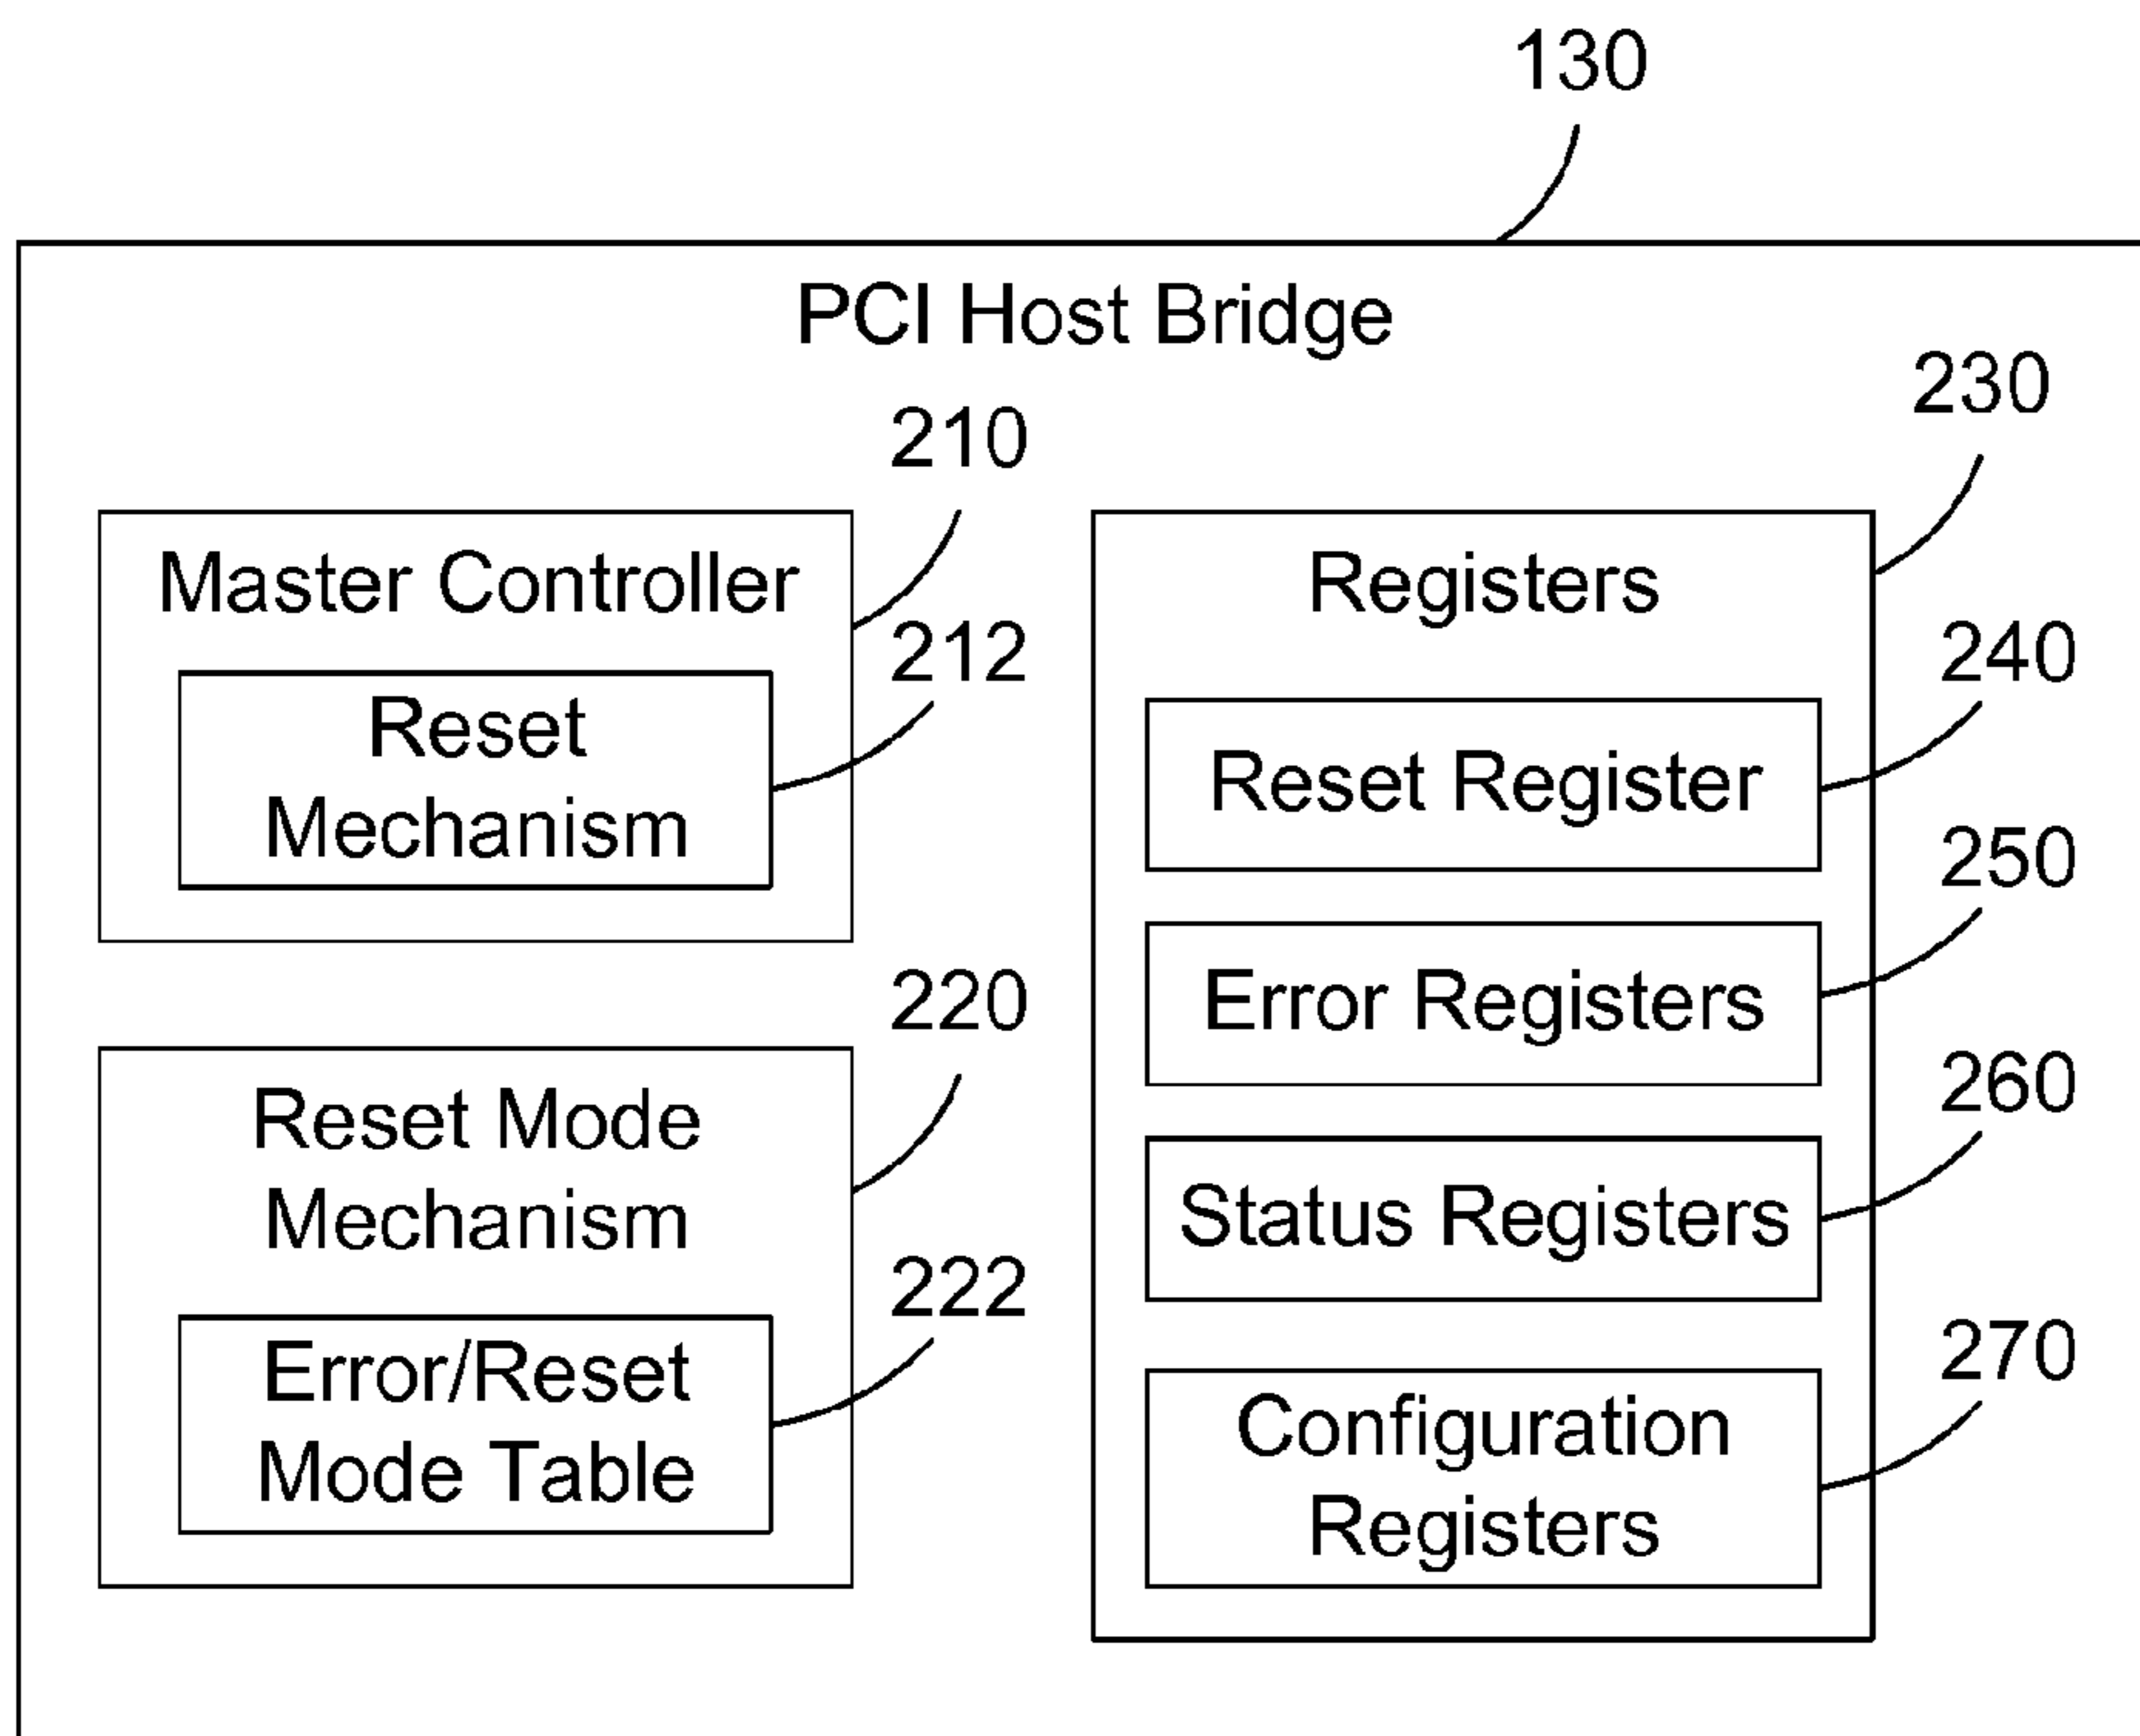 130
PCI Host Bridge
210
Master Controller
212
Reset
Mechanism
220
Reset Mode
Mechanism
222
Error/Reset
Mode Table
230
Registers
240
Reset Register
250
Error Registers
260
Status Registers
270
Configuration
Registers